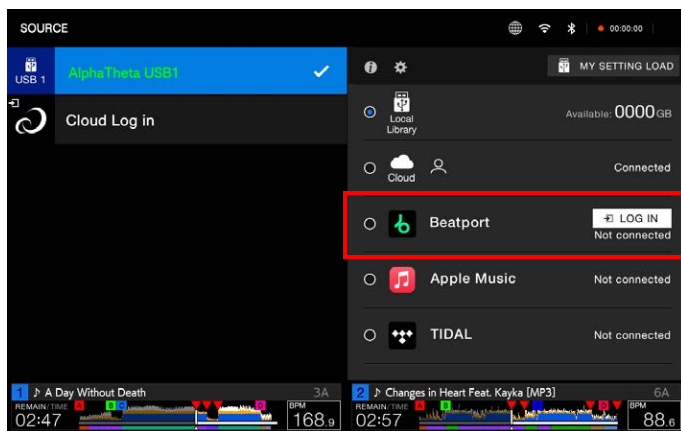 SOURCE
00:00:00
USB 1
AlphaTheta USB1
MY SETTING LOAD
Cloud Log in
Local
Library
Available: 0000 GB
Cloud
Connected
Beatport
LOG IN
Not connected
Apple Music
Not connected
TIDAL
Not connected
1 ♪ A Day Without Death 3A
REMAIN/TIME A B C D BPM
02:47 168.9
2 ♪ Changes in Heart Feat. Kayka [MP3] 6A
REMAIN/TIME A B D BPM
02:57 88.6